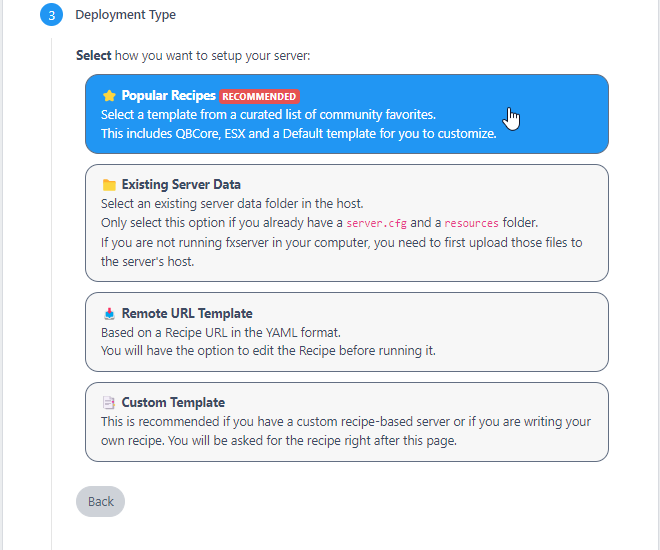 3 Deployment Type
Select how you want to setup your server:
Popular Recipes RECOMMENDED
Select a template from a curated list of community favorites.
This includes QBCore, ESX and a Default template for you to customize.
Existing Server Data
Select an existing server data folder in the host.
Only select this option if you already have a server.cfg and a resources folder.
If you are not running fxserver in your computer, you need to first upload those files to
the server's host.
Remote URL Template
Based on a Recipe URL in the YAML format.
You will have the option to edit the Recipe before running it.
Custom Template
This is recommended if you have a custom recipe-based server or if you are writing your
own recipe. You will be asked for the recipe right after this page.
Back